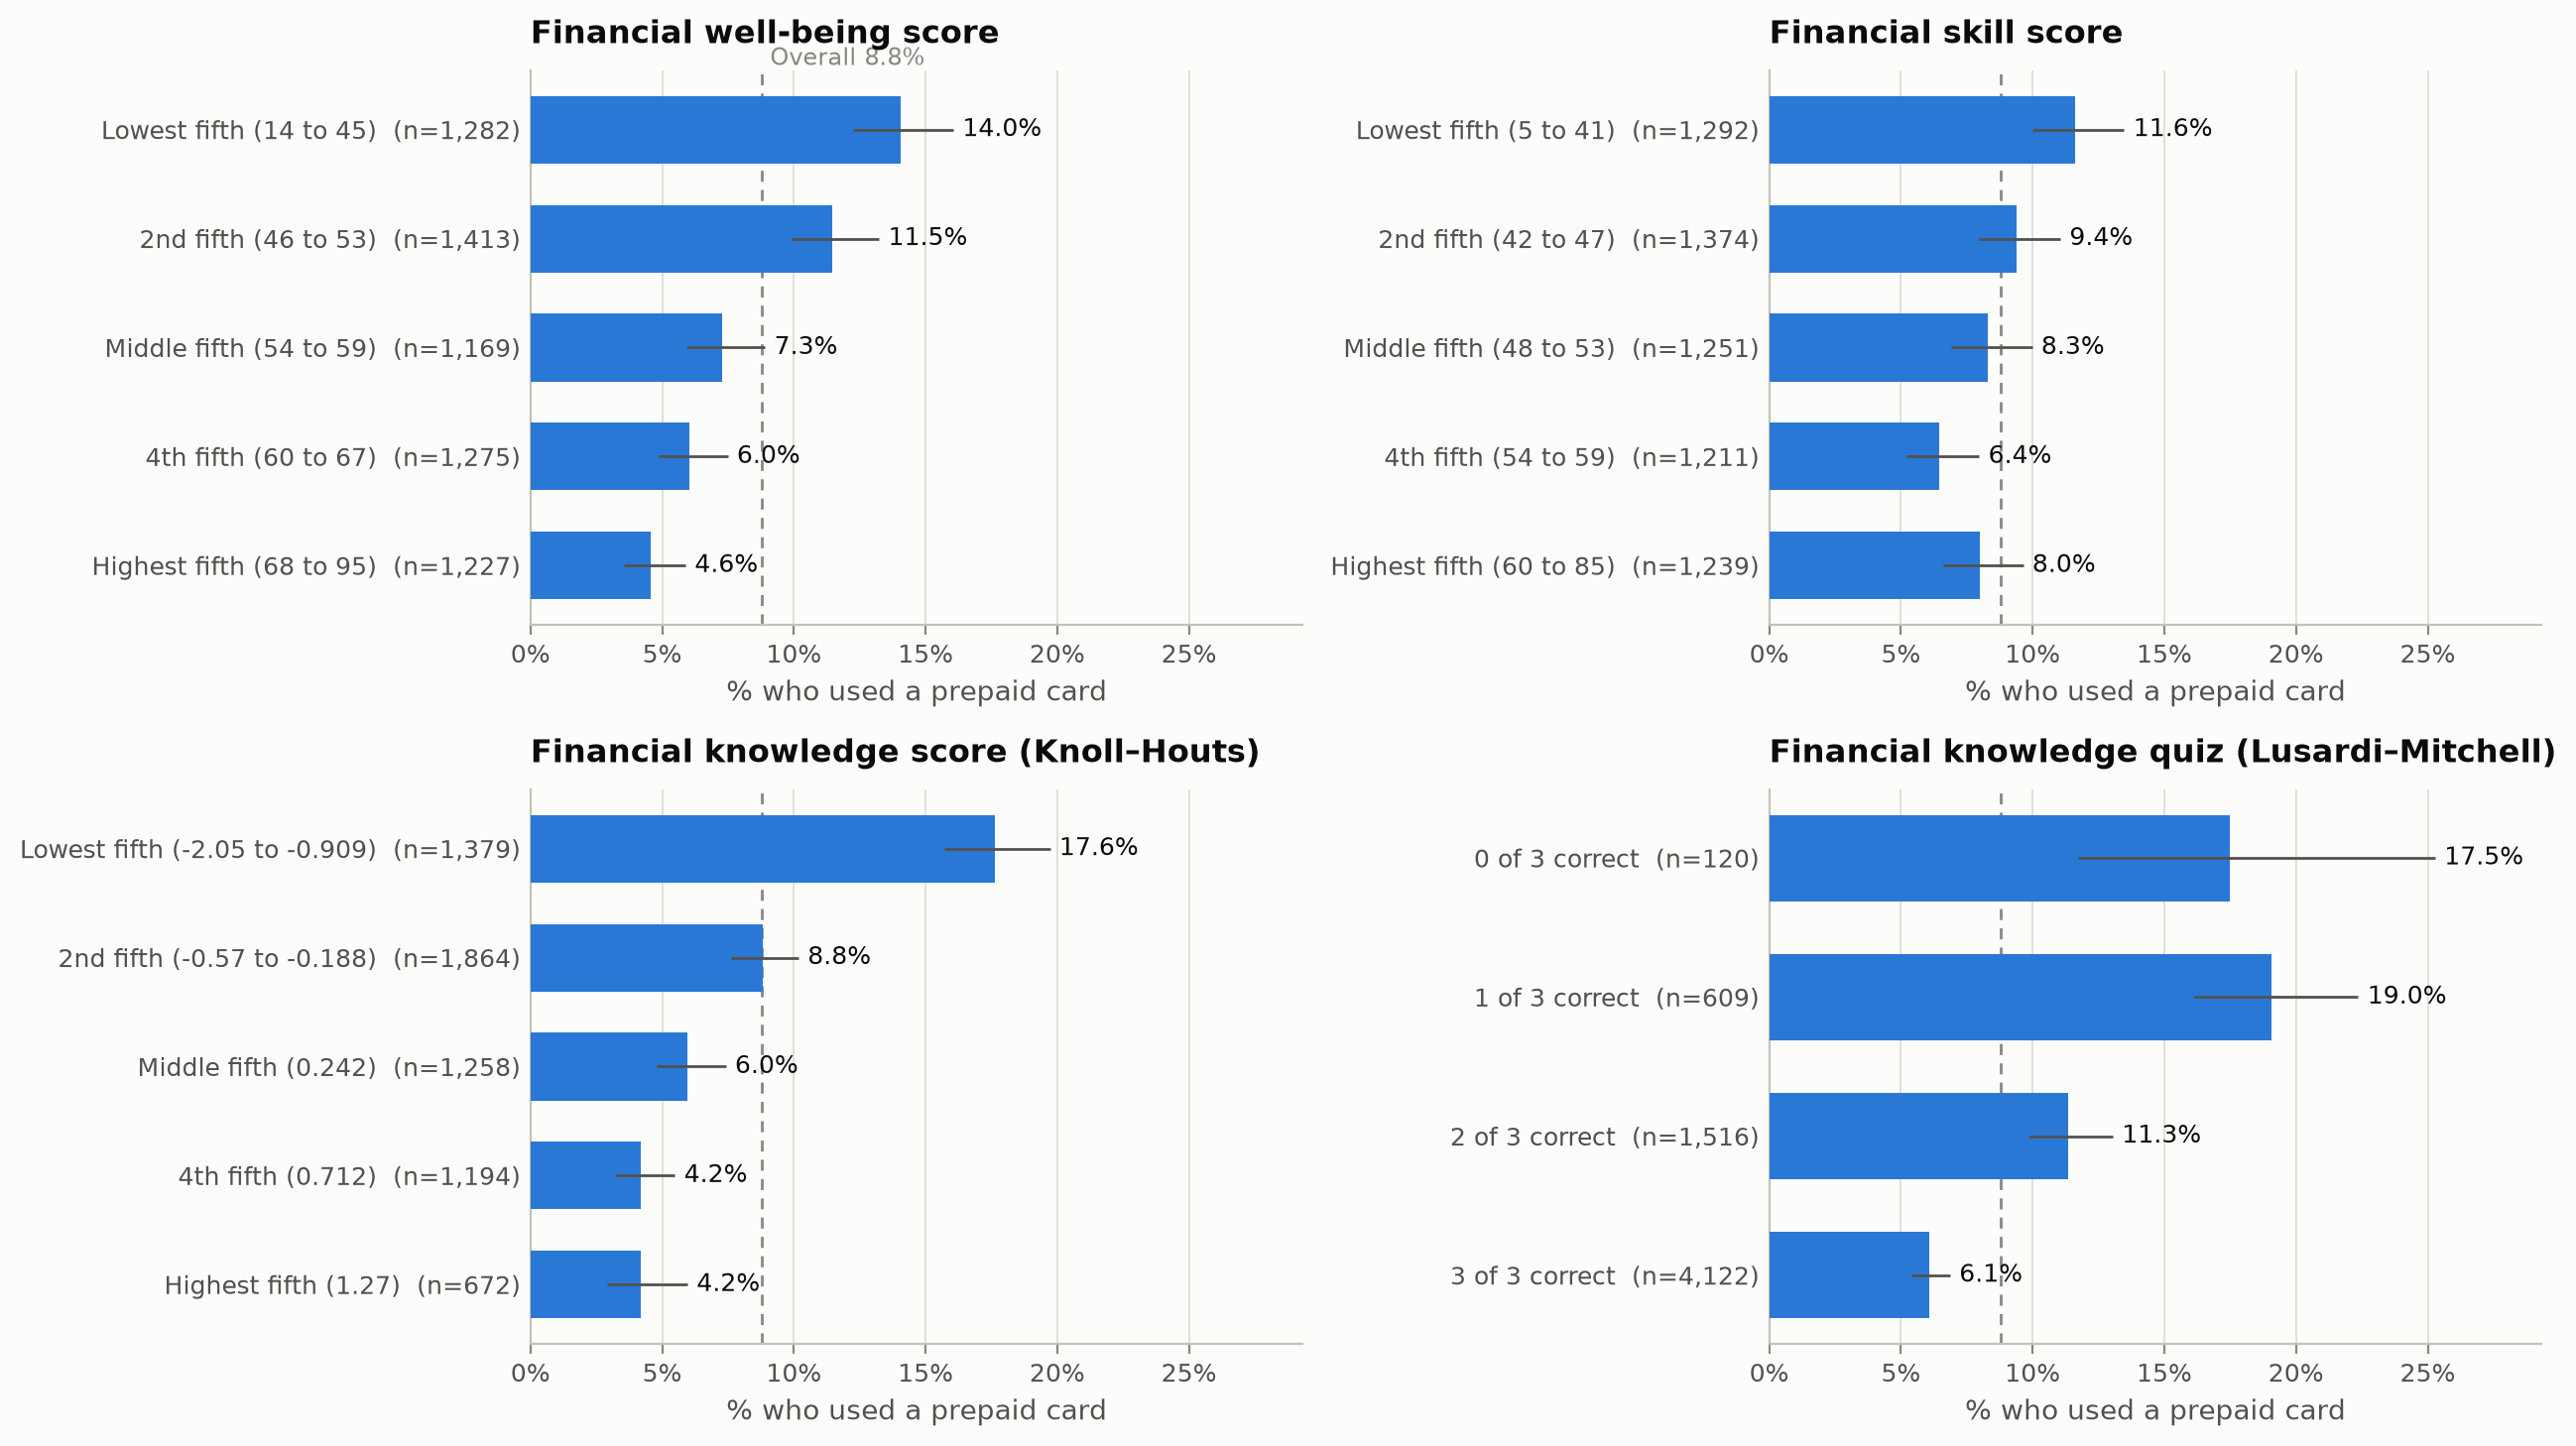 Financial well-being score
Overall 8.8%
Lowest fifth (14 to 45) (n=1,282)
14.0%
2nd fifth (46 to 53) (n=1,413)
11.5%
Middle fifth (54 to 59) (n=1,169)
7.3%
4th fifth (60 to 67) (n=1,275)
6.0%
Highest fifth (68 to 95) (n=1,227)
4.6%
0% 5% 10% 15% 20% 25%
% who used a prepaid card
Financial skill score
Lowest fifth (5 to 41) (n=1,292)
11.6%
2nd fifth (42 to 47) (n=1,374)
9.4%
Middle fifth (48 to 53) (n=1,251)
8.3%
4th fifth (54 to 59) (n=1,211)
6.4%
Highest fifth (60 to 85) (n=1,239)
8.0%
0% 5% 10% 15% 20% 25%
% who used a prepaid card
Financial knowledge score (Knoll–Houts)
Lowest fifth (-2.05 to -0.909) (n=1,379)
17.6%
2nd fifth (-0.57 to -0.188) (n=1,864)
8.8%
Middle fifth (0.242) (n=1,258)
6.0%
4th fifth (0.712) (n=1,194)
4.2%
Highest fifth (1.27) (n=672)
4.2%
0% 5% 10% 15% 20% 25%
% who used a prepaid card
Financial knowledge quiz (Lusardi–Mitchell)
0 of 3 correct (n=120)
17.5%
1 of 3 correct (n=609)
19.0%
2 of 3 correct (n=1,516)
11.3%
3 of 3 correct (n=4,122)
6.1%
0% 5% 10% 15% 20% 25%
% who used a prepaid card